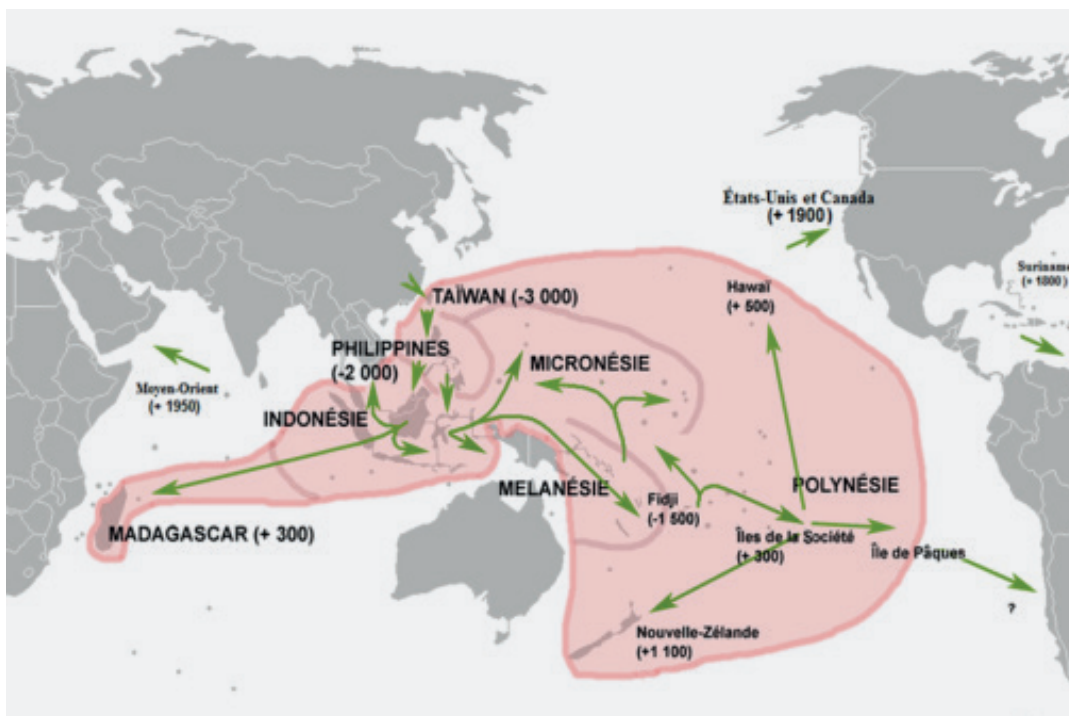 États-Unis et Canada
(+ 1900)
Suriname
(+ 1800)
Hawaï
(+ 500)
TAÏWAN (-3 000)
PHILIPPINES
(-2 000)
MICRONÉSIE
Moyen-Orient
(+ 1950)
INDONÉSIE
MELANÉSIE
POLYNÉSIE
Fidji
(-1 500)
MADAGASCAR (+ 300)
Îles de la Société
(+ 300)
Île de Pâques
?
Nouvelle-Zélande
(+1 100)